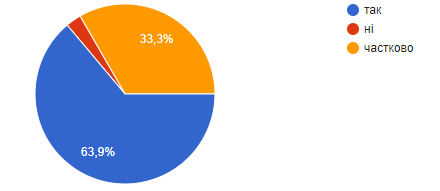 так
ні
частково
33,3%
63,9%